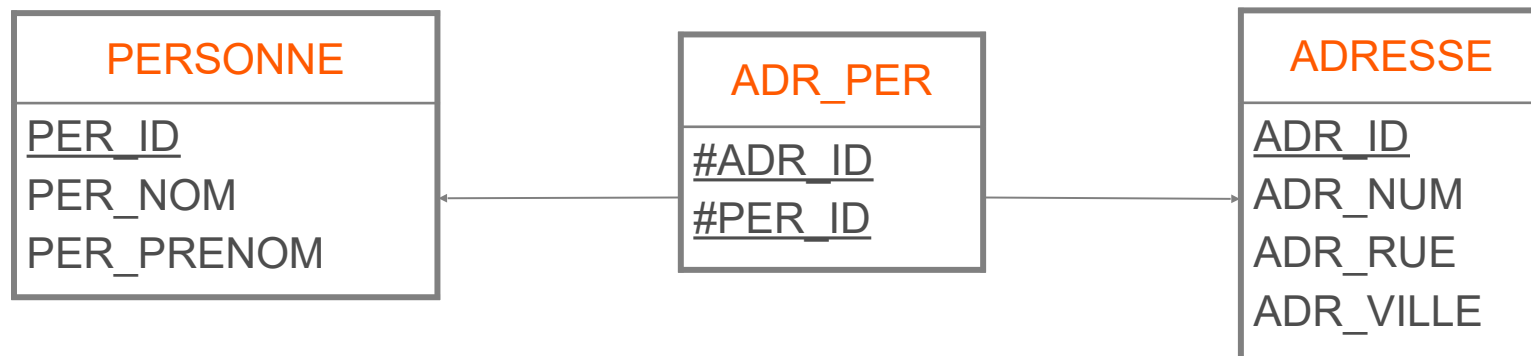 PERSONNE
PER_ID
PER_NOM
PER_PRENOM
ADR_PER
#ADR_ID
#PER_ID
ADRESSE
ADR_ID
ADR_NUM
ADR_RUE
ADR_VILLE